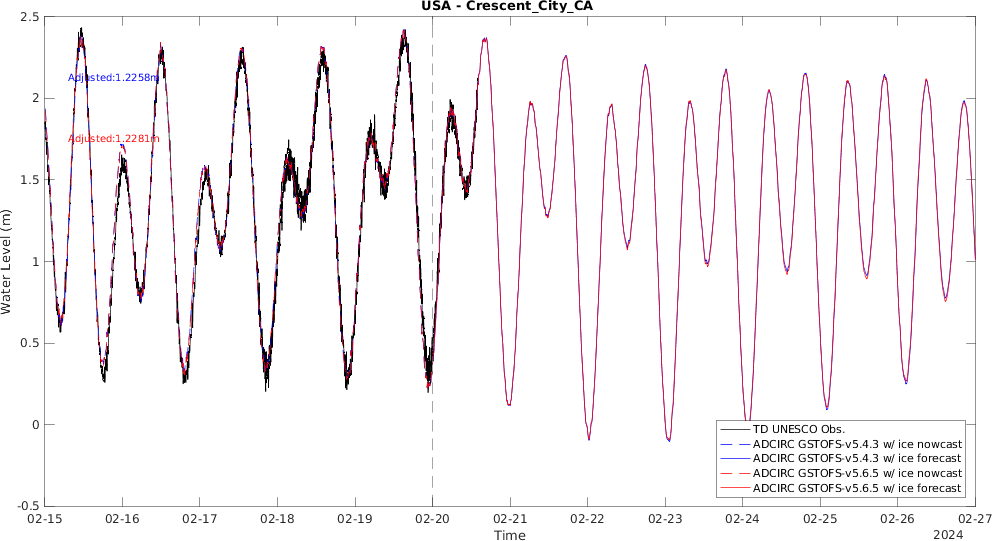 USA - Crescent_City_CA
2.5
2
1.5
1
0.5
0
-0.5
Water Level (m)
Adjusted:1.2258m
Adjusted:1.2281m
TD UNESCO Obs.
ADCIRC GSTOFS-v5.4.3 w/ ice nowcast
ADCIRC GSTOFS-v5.4.3 w/ ice forecast
ADCIRC GSTOFS-v5.6.5 w/ ice nowcast
ADCIRC GSTOFS-v5.6.5 w/ ice forecast
02-15 02-16 02-17 02-18 02-19 02-20 02-21 02-22 02-23 02-24 02-25 02-26 02-27
Time
2024